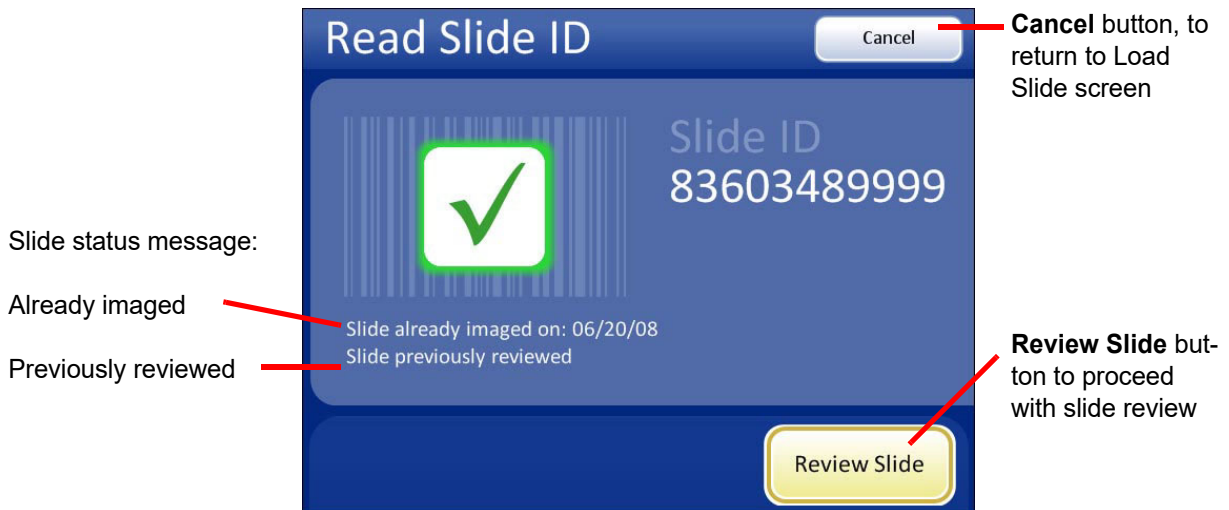 Read Slide ID
Cancel
Cancel button, to
return to Load
Slide screen
Slide ID
83603489999
Slide status message:
Already imaged
Previously reviewed
Slide already imaged on: 06/20/08
Slide previously reviewed
Review Slide but-
ton to proceed
with slide review
Review Slide